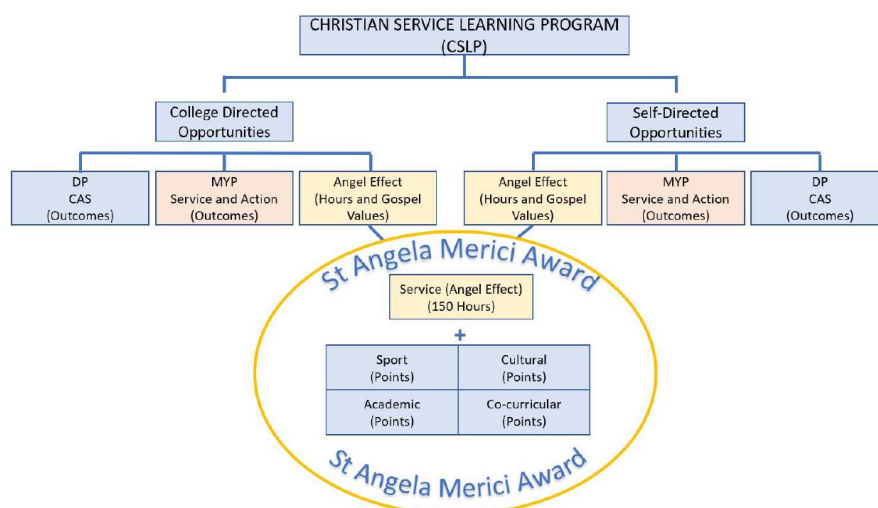 CHRISTIAN SERVICE LEARNING PROGRAM
(CSLP)
College Directed
Opportunities
Self-Directed
Opportunities
DP
CAS
(Outcomes)
MYP
Service and Action
(Outcomes)
Angel Effect
(Hours and Gospel
Values)
Angel Effect
(Hours and Gospel
Values)
MYP
Service and Action
(Outcomes)
DP
CAS
(Outcomes)
St Angela Merici Award
Service (Angel Effect)
(150 Hours)
+
Sport
(Points)
Cultural
(Points)
Academic
(Points)
Co-curricular
(Points)
St Angela Merici Award